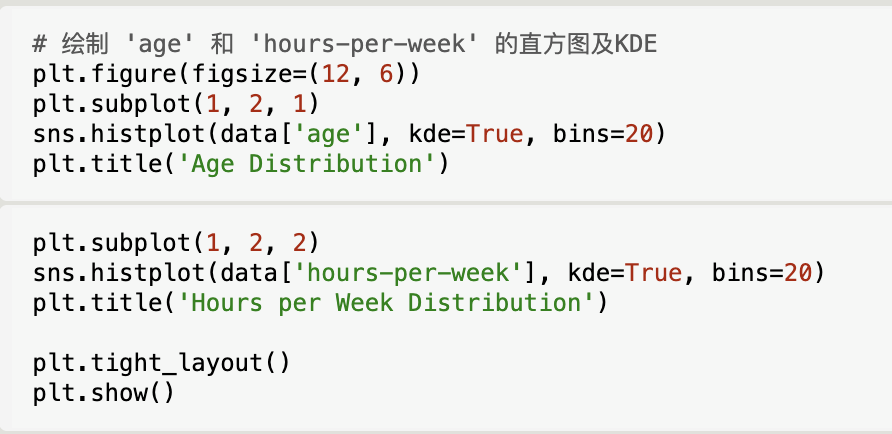 # 绘制 'age' 和 'hours-per-week' 的直方图及KDE
plt.figure(figsize=(12, 6))
plt.subplot(1, 2, 1)
sns.histplot(data['age'], kde=True, bins=20)
plt.title('Age Distribution')
plt.subplot(1, 2, 2)
sns.histplot(data['hours-per-week'], kde=True, bins=20)
plt.title('Hours per Week Distribution')
plt.tight_layout()
plt.show()